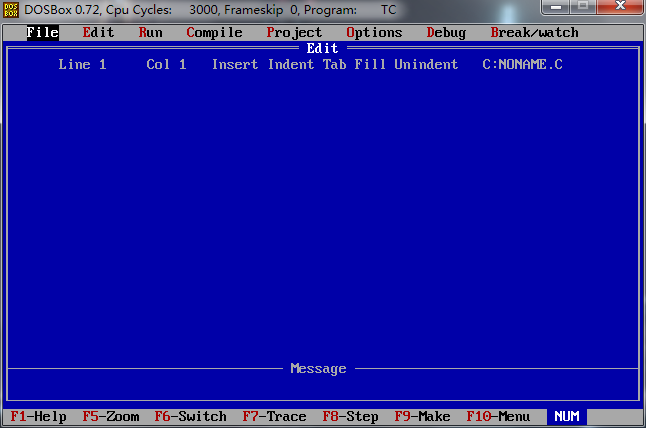 DOS BOX DOSBox 0.72, Cpu Cycles: 3000, Frameskip 0, Program: TC
File Edit Run Compile Project Options Debug Break/watch
Edit
Line 1 Col 1 Insert Indent Tab Fill Unindent C:NONAME.C
Message
F1-Help F5-Zoom F6-Switch F7-Trace F8-Step F9-Make F10-Menu NUM